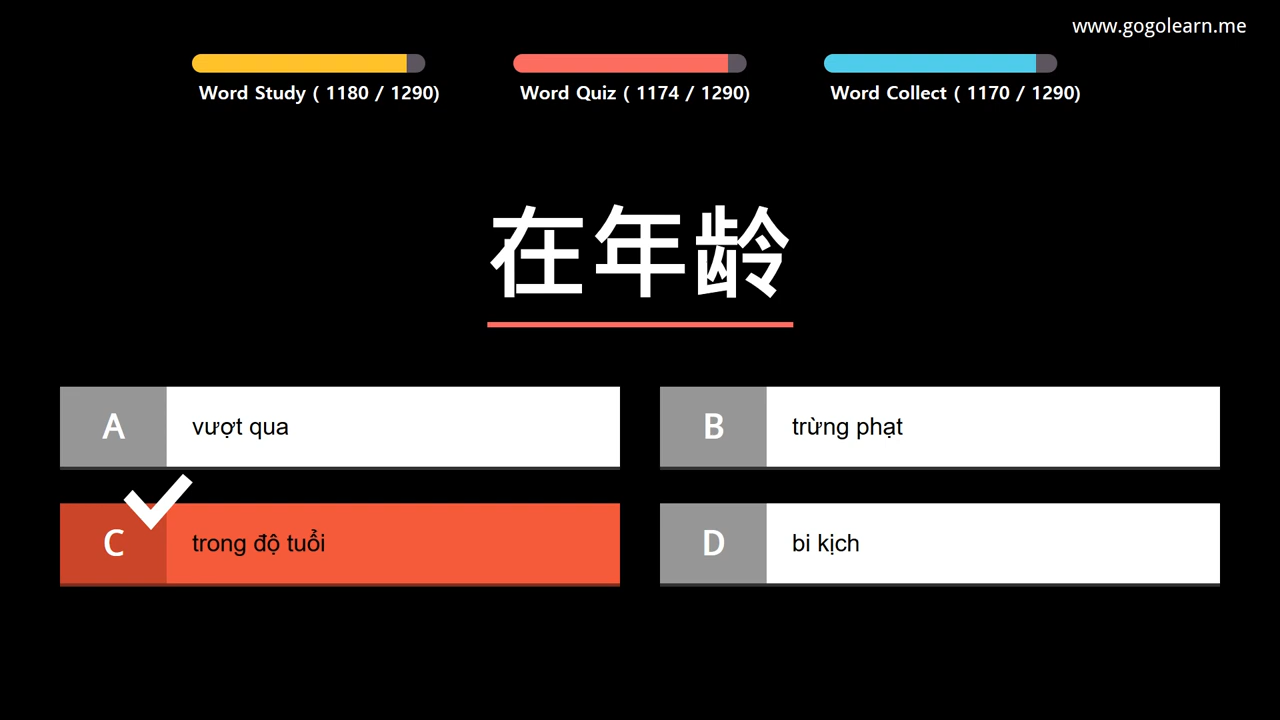 www.gogolearn.me
Word Study ( 1180 / 1290)
Word Quiz ( 1174 / 1290)
Word Collect ( 1170 / 1290)
在年龄
A vượt qua
B trừng phạt
C trong độ tuổi
D bi kịch